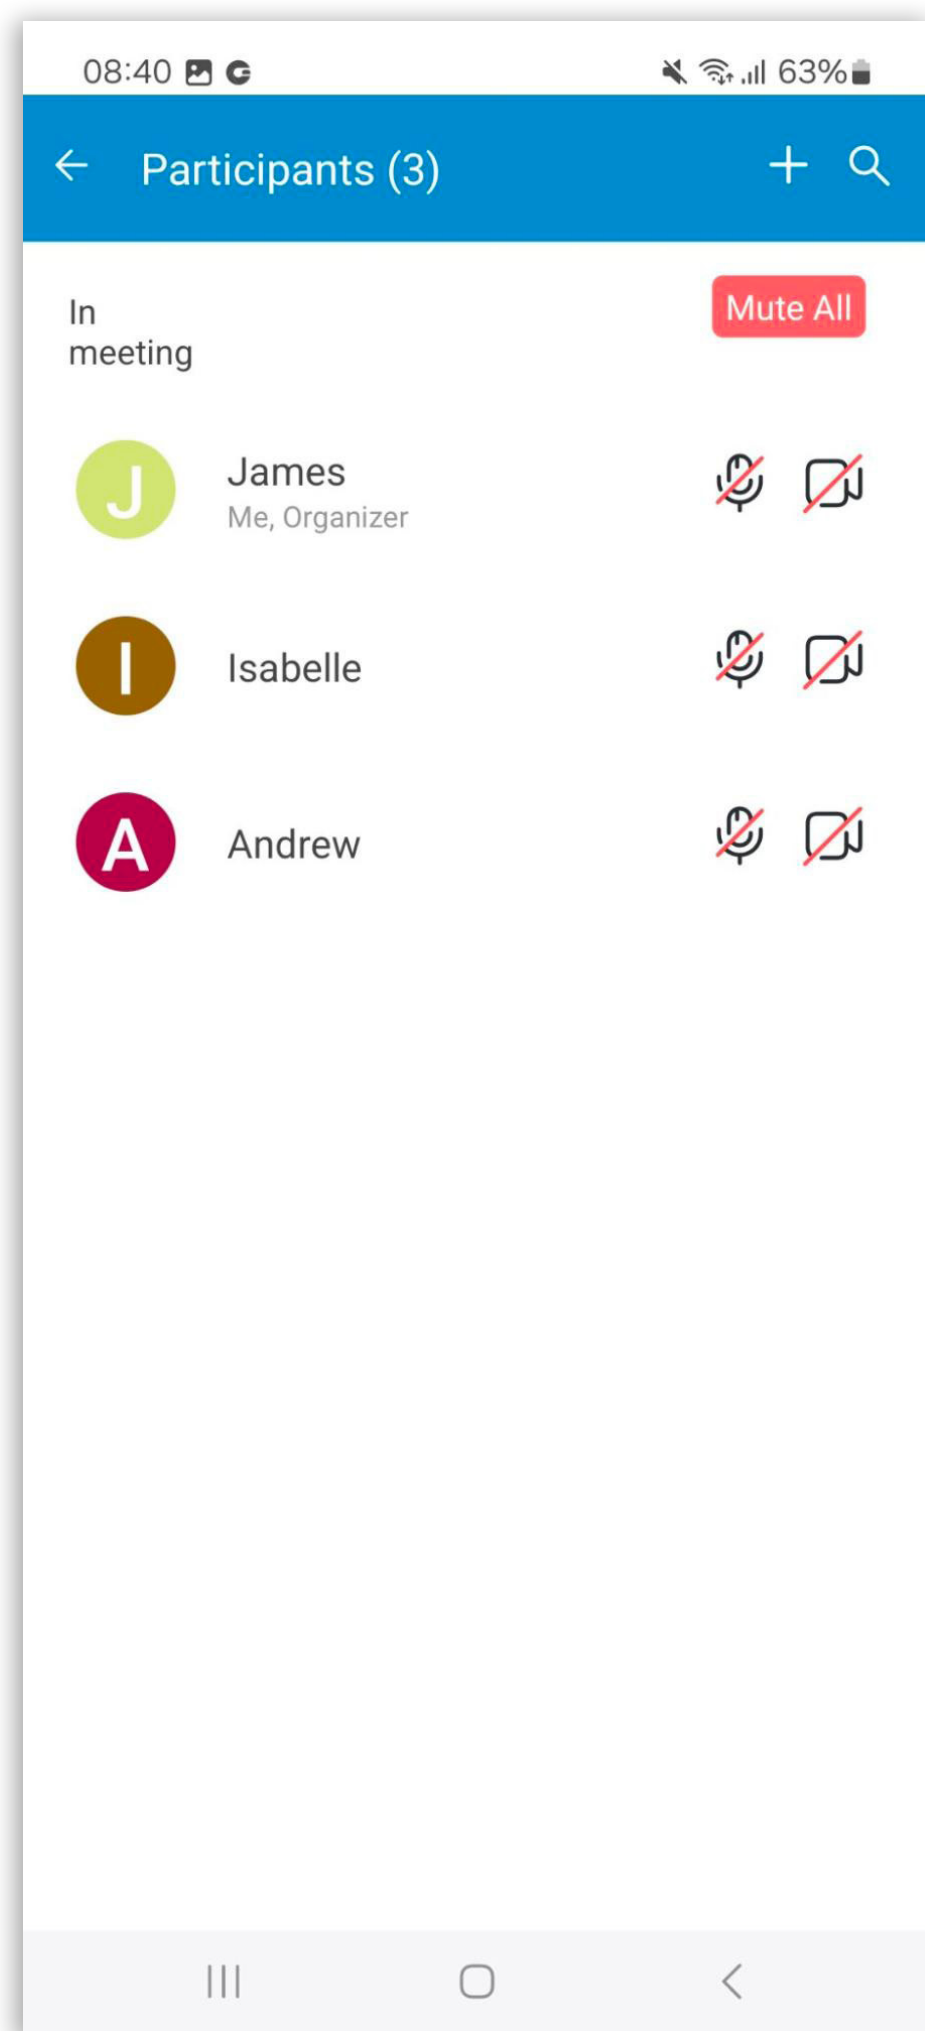 08:40 63%
Participants (3)
In
meeting
Mute All
J
James
Me, Organizer
I
Isabelle
A
Andrew